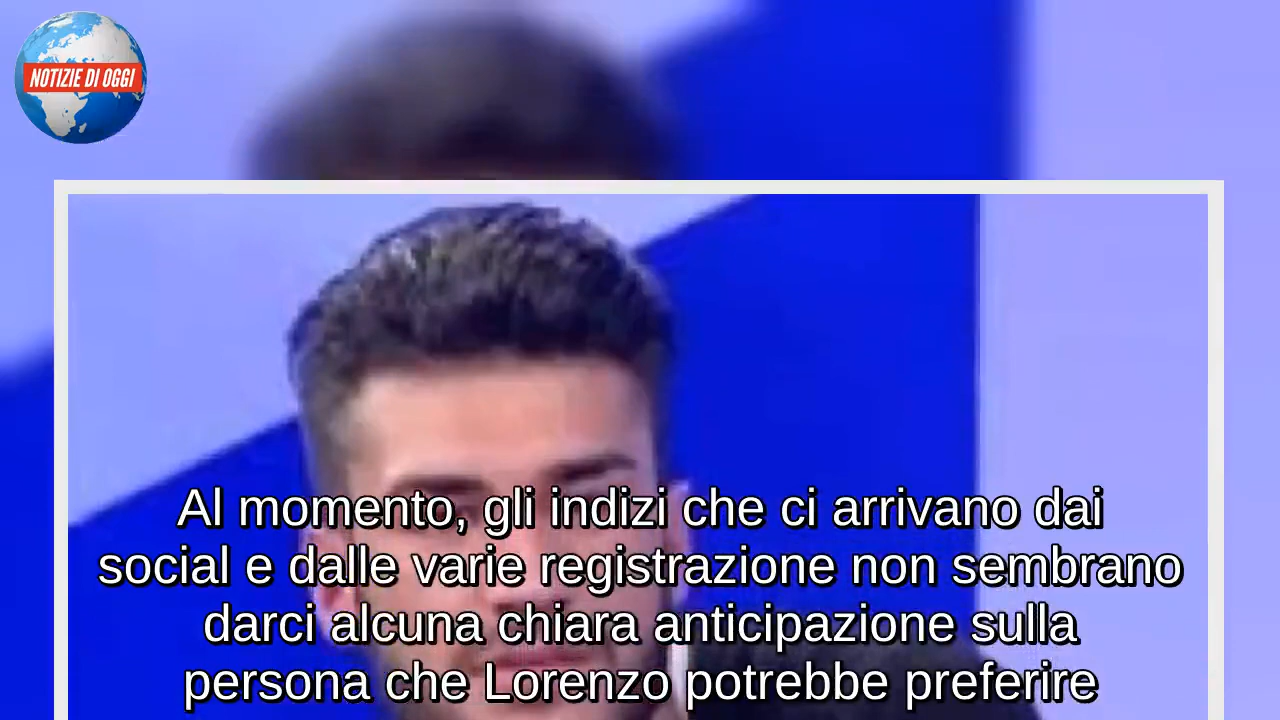 NOTIZIE DI OGGI
Al momento, gli indizi che ci arrivano dai
social e dalle varie registrazione non sembrano
darci alcuna chiara anticipazione sulla
persona che Lorenzo potrebbe preferire